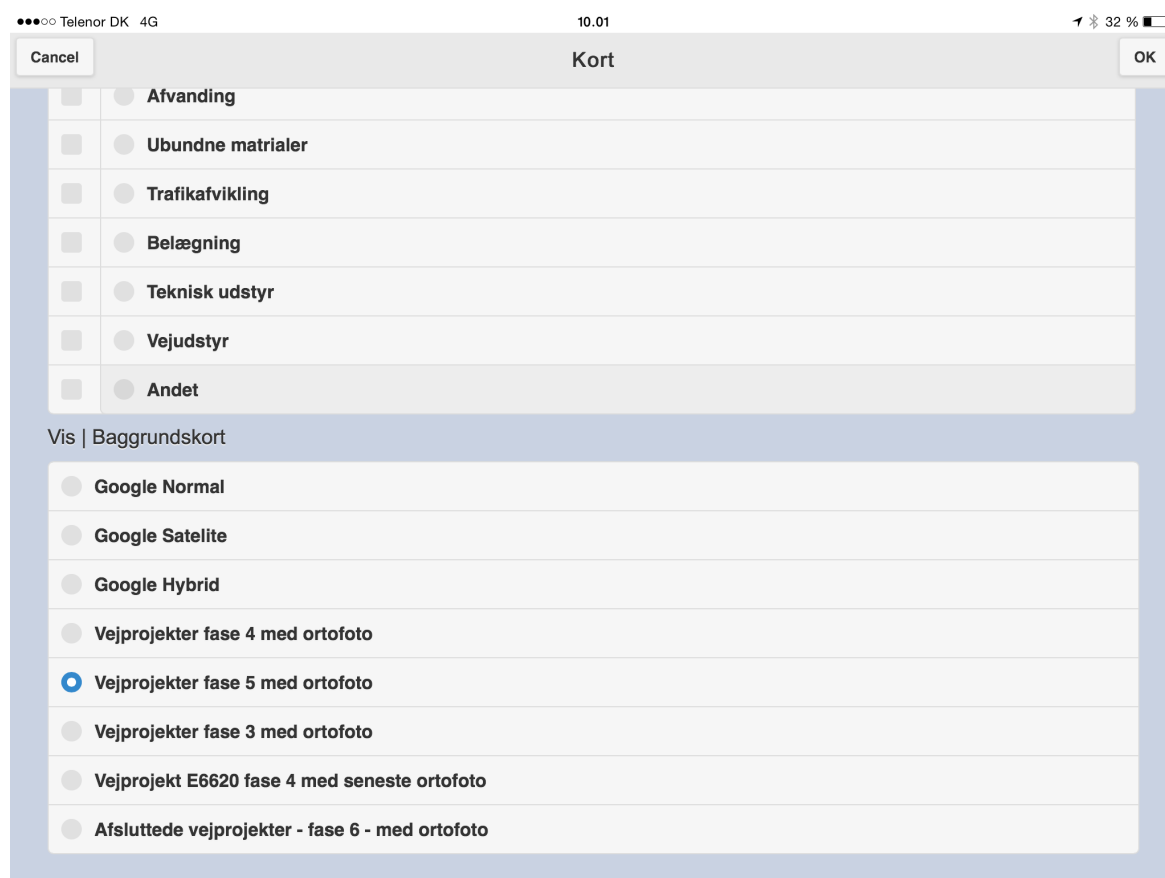 Telenor DK 4G 10.01 32 %
Cancel Kort OK
Afvanding
Ubundne matrialer
Trafikafvikling
Belægning
Teknisk udstyr
Vejudstyr
Andet
Vis | Baggrundskort
Google Normal
Google Satelite
Google Hybrid
Vejprojekter fase 4 med ortofoto
Vejprojekter fase 5 med ortofoto
Vejprojekter fase 3 med ortofoto
Vejprojekt E6620 fase 4 med seneste ortofoto
Afsluttede vejprojekter - fase 6 - med ortofoto